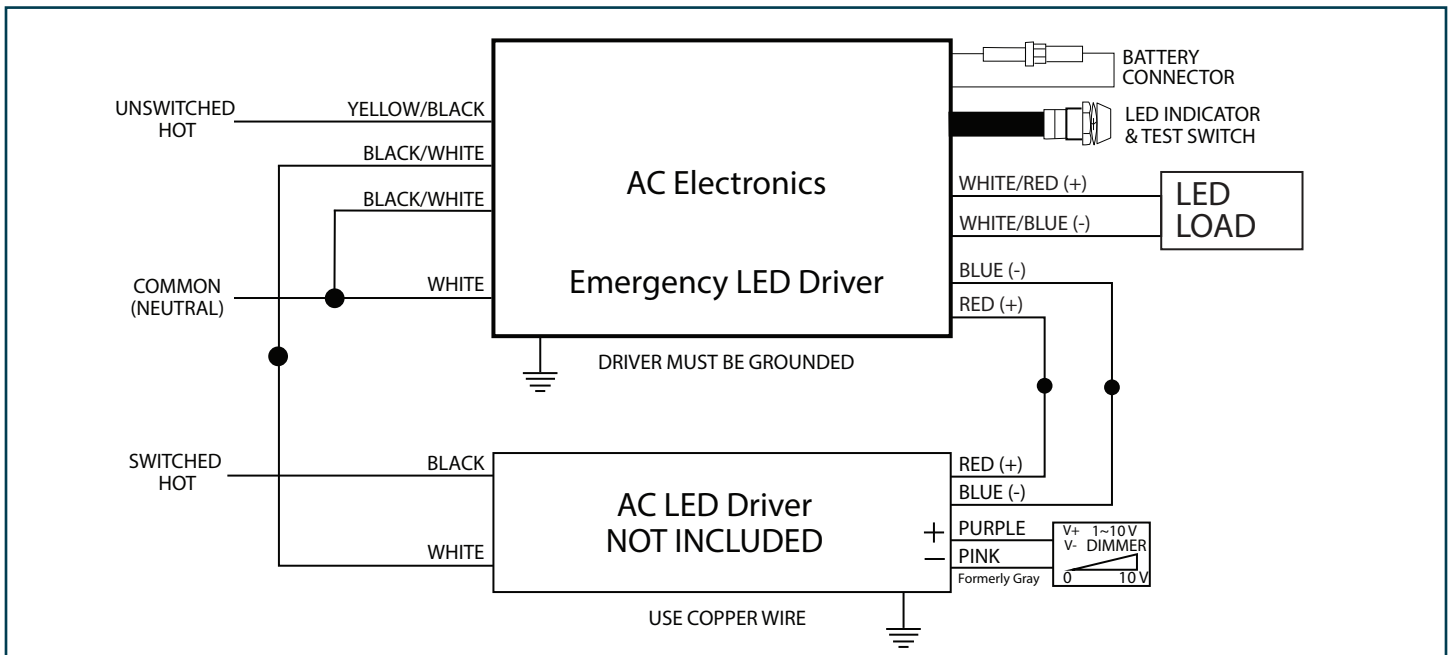 UNSWITCHED
HOT
YELLOW/BLACK
BLACK/WHITE
BLACK/WHITE
COMMON
(NEUTRAL)
WHITE
AC Electronics
Emergency LED Driver
BATTERY
CONNECTOR
LED INDICATOR
& TEST SWITCH
WHITE/RED (+)
WHITE/BLUE (-)
LED
LOAD
BLUE (-)
RED (+)
DRIVER MUST BE GROUNDED
SWITCHED
HOT
BLACK
WHITE
AC LED Driver
NOT INCLUDED
RED (+)
BLUE (-)
+ PURPLE
− PINK
Formerly Gray
V+ 1~10 V
V- DIMMER
0 10 V
USE COPPER WIRE